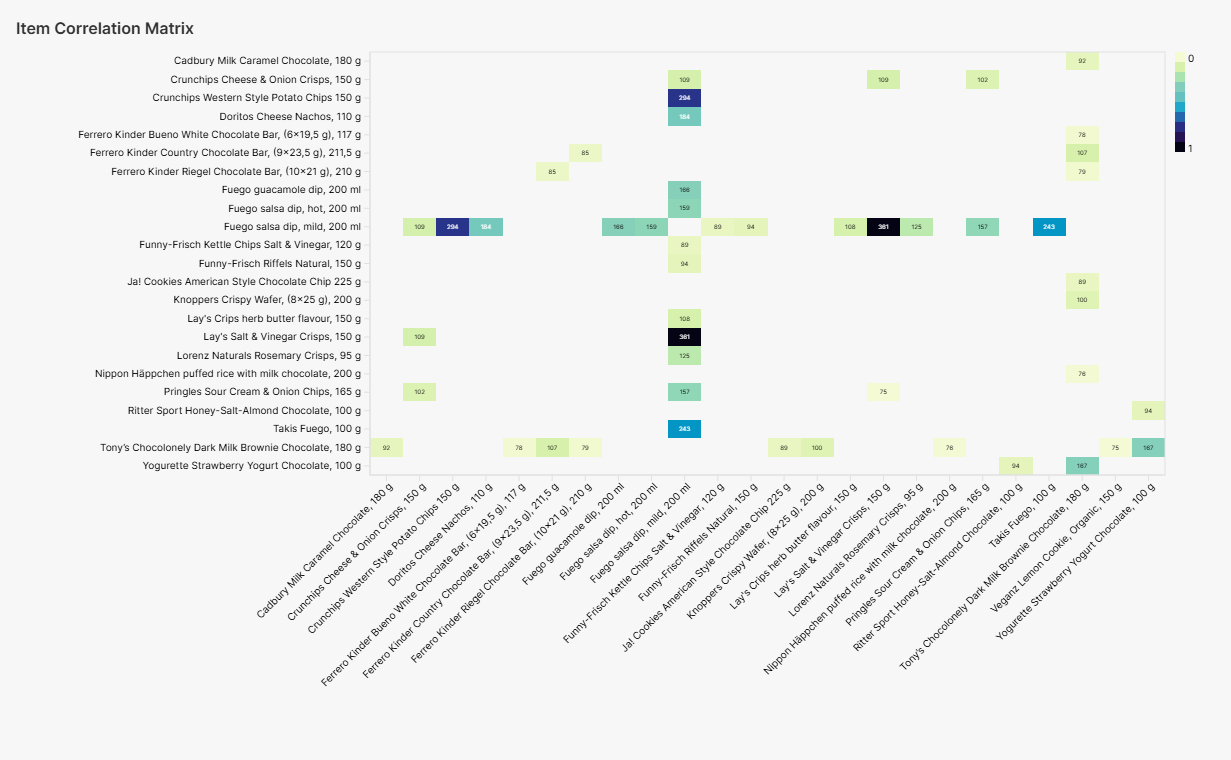 Item Correlation Matrix
0
1
Cadbury Milk Caramel Chocolate, 180 g 92
Crunchips Cheese & Onion Crisps, 150 g 109 109 102
Crunchips Western Style Potato Chips 150 g 294
Doritos Cheese Nachos, 110 g 184
Ferrero Kinder Bueno White Chocolate Bar, (6x19,5 g), 117 g 78
Ferrero Kinder Country Chocolate Bar, (9x23,5 g), 211,5 g 85 107
Ferrero Kinder Riegel Chocolate Bar, (10x21 g), 210 g 85 79
Fuego guacamole dip, 200 ml 166
Fuego salsa dip, hot, 200 ml 159
Fuego salsa dip, mild, 200 ml 109 294 184 166 159 89 94 108 361 125 157 243
Funny-Frisch Kettle Chips Salt & Vinegar, 120 g 89
Funny-Frisch Riffels Natural, 150 g 94
Ja! Cookies American Style Chocolate Chip 225 g 89
Knoppers Crispy Wafer, (8x25 g), 200 g 100
Lay's Crips herb butter flavour, 150 g 108
Lay's Salt & Vinegar Crisps, 150 g 109 361
Lorenz Naturals Rosemary Crisps, 95 g 125
Nippon Häppchen puffed rice with milk chocolate, 200 g 76
Pringles Sour Cream & Onion Chips, 165 g 102 157 75
Ritter Sport Honey-Salt-Almond Chocolate, 100 g 94
Takis Fuego, 100 g 243
Tony's Chocolonely Dark Milk Brownie Chocolate, 180 g 92 78 107 79 89 100 76 75 167
Yogurette Strawberry Yogurt Chocolate, 100 g 94 167
Cadbury Milk Caramel Chocolate, 180 g
Crunchips Cheese & Onion Crisps, 150 g
Crunchips Western Style Potato Chips 150 g
Doritos Cheese Nachos, 110 g
Ferrero Kinder Bueno White Chocolate Bar, (6x19,5 g), 117 g
Ferrero Kinder Country Chocolate Bar, (9x23,5 g), 211,5 g
Ferrero Kinder Riegel Chocolate Bar, (10x21 g), 210 g
Fuego guacamole dip, 200 ml
Fuego salsa dip, hot, 200 ml
Fuego salsa dip, mild, 200 ml
Funny-Frisch Kettle Chips Salt & Vinegar, 120 g
Funny-Frisch Riffels Natural, 150 g
Ja! Cookies American Style Chocolate Chip 225 g
Knoppers Crispy Wafer, (8x25 g), 200 g
Lay's Crips herb butter flavour, 150 g
Lay's Salt & Vinegar Crisps, 150 g
Lorenz Naturals Rosemary Crisps, 95 g
Nippon Häppchen puffed rice with milk chocolate, 200 g
Pringles Sour Cream & Onion Chips, 165 g
Ritter Sport Honey-Salt-Almond Chocolate, 100 g
Takis Fuego, 100 g
Tony's Chocolonely Dark Milk Brownie Chocolate, 180 g
Veganz Lemon Cookie, Organic, 150 g
Yogurette Strawberry Yogurt Chocolate, 100 g